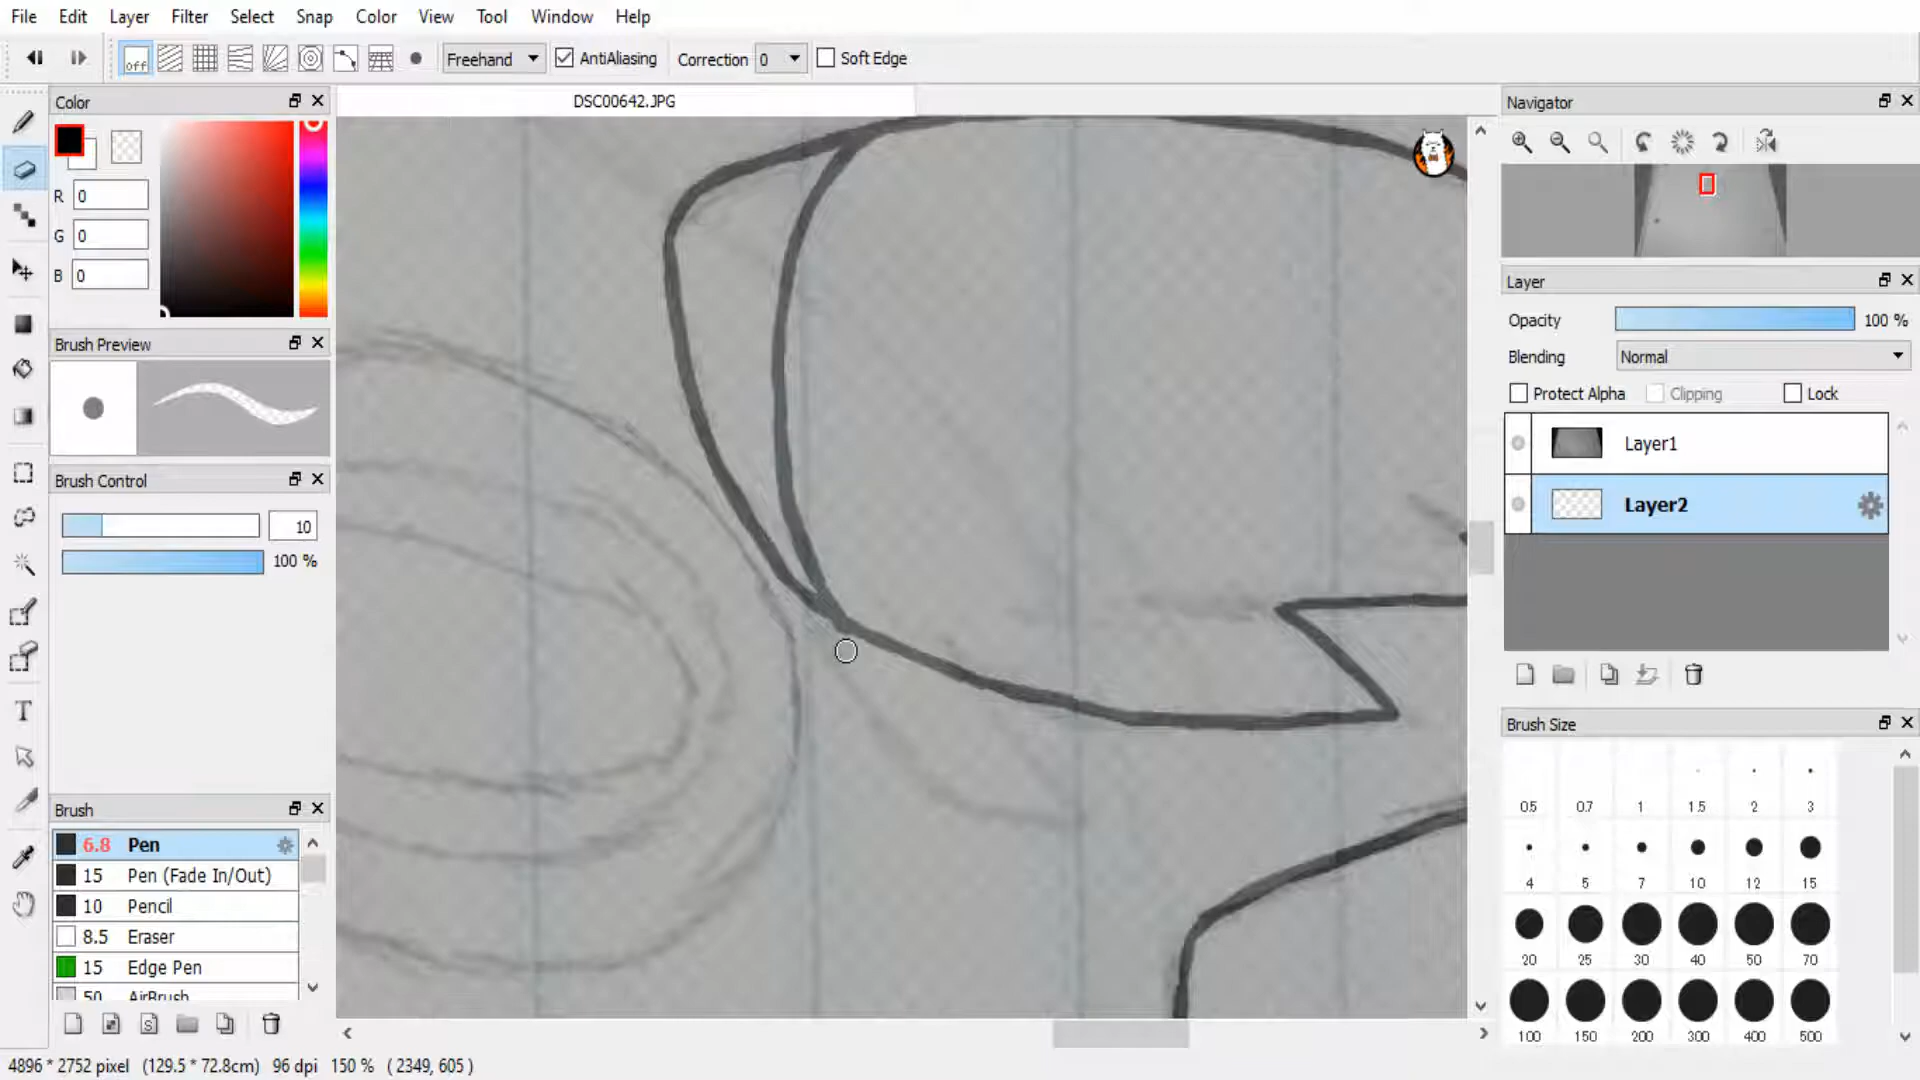 File Edit Layer Filter Select Snap Color View Tool Window Help
off Freehand AntiAliasing Correction 0 Soft Edge
Color
R 0
G 0
B 0
Brush Preview
Brush Control
10
100 %
Brush
6.8 Pen
15 Pen (Fade In/Out)
10 Pencil
8.5 Eraser
15 Edge Pen
50 AirBrush
S
T
DSC00642.JPG
Navigator
Layer
Opacity 100 %
Blending Normal
Protect Alpha Clipping Lock
Layer1
Layer2
Brush Size
0.5 0.7 1 1.5 2 3
4 5 7 10 12 15
20 25 30 40 50 70
100 150 200 300 400 500
4896 * 2752 pixel (129.5 * 72.8cm) 96 dpi 150 % ( 2349, 605 )